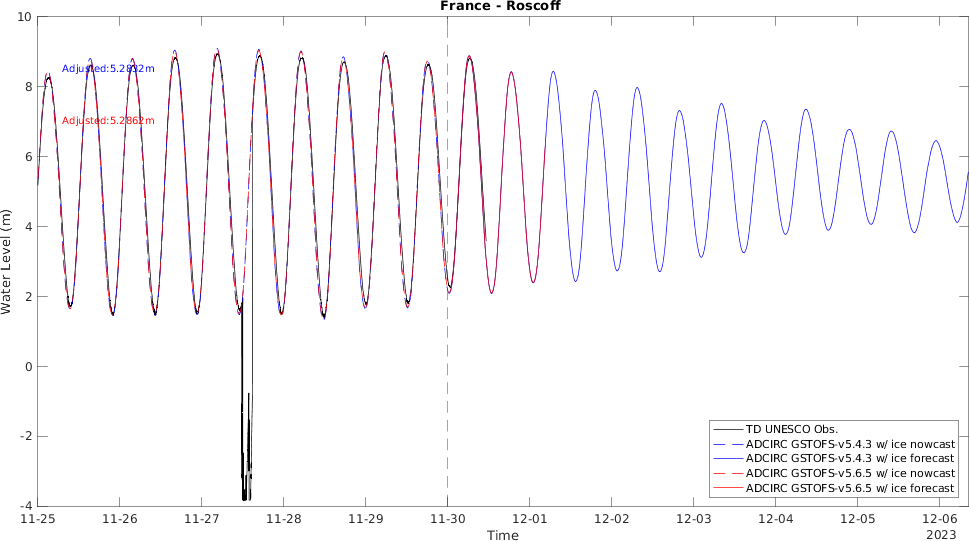 France - Roscoff
Water Level (m)
10
8
6
4
2
0
-2
-4
Adjusted:5.2832m
Adjusted:5.2862m
TD UNESCO Obs.
ADCIRC GSTOFS-v5.4.3 w/ ice nowcast
ADCIRC GSTOFS-v5.4.3 w/ ice forecast
ADCIRC GSTOFS-v5.6.5 w/ ice nowcast
ADCIRC GSTOFS-v5.6.5 w/ ice forecast
11-25 11-26 11-27 11-28 11-29 11-30 12-01 12-02 12-03 12-04 12-05 12-06
Time
2023